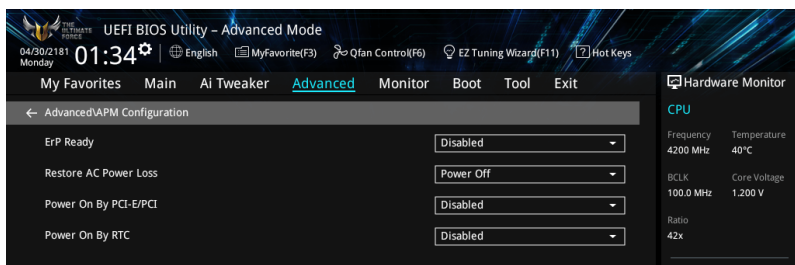 THE ULTIMATE FORCE
UEFI BIOS Utility – Advanced Mode
04/30/2181 Monday 01:34 English MyFavorite(F3) Qfan Control(F6) EZ Tuning Wizard(F11) ? Hot Keys
My Favorites Main Ai Tweaker Advanced Monitor Boot Tool Exit
Hardware Monitor
← Advanced\APM Configuration
ErP Ready Disabled
Restore AC Power Loss Power Off
Power On By PCI-E/PCI Disabled
Power On By RTC Disabled
CPU
Frequency Temperature
4200 MHz 40°C
BCLK Core Voltage
100.0 MHz 1.200 V
Ratio
42x